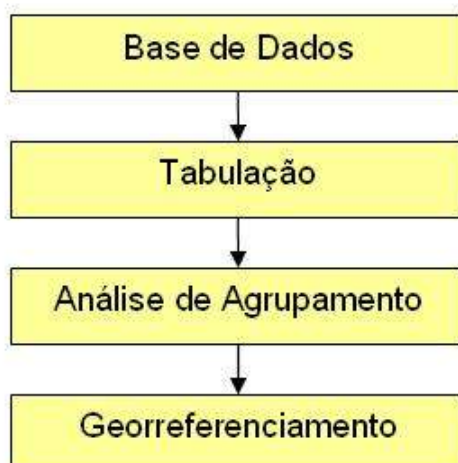 Base de Dados
Tabulação
Análise de Agrupamento
Georreferenciamento